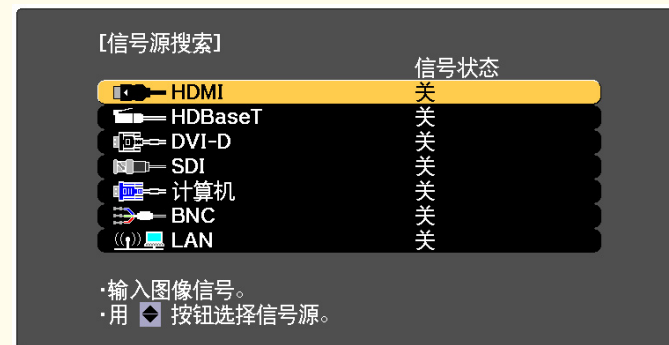 [信号源搜索]
信号状态
HDMI 关
HDBaseT 关
DVI-D 关
SDI 关
计算机 关
BNC 关
LAN 关
·输入图像信号。
·用 按钮选择信号源。